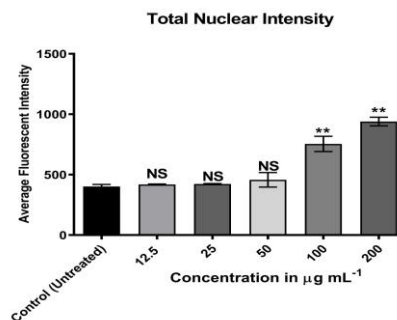 Total Nuclear Intensity
Average Fluorescent Intensity
1500
1000
500
0
NS
NS
NS
**
**
Control (Untreated)
12.5
25
50
100
200
Concentration in μg mL⁻¹